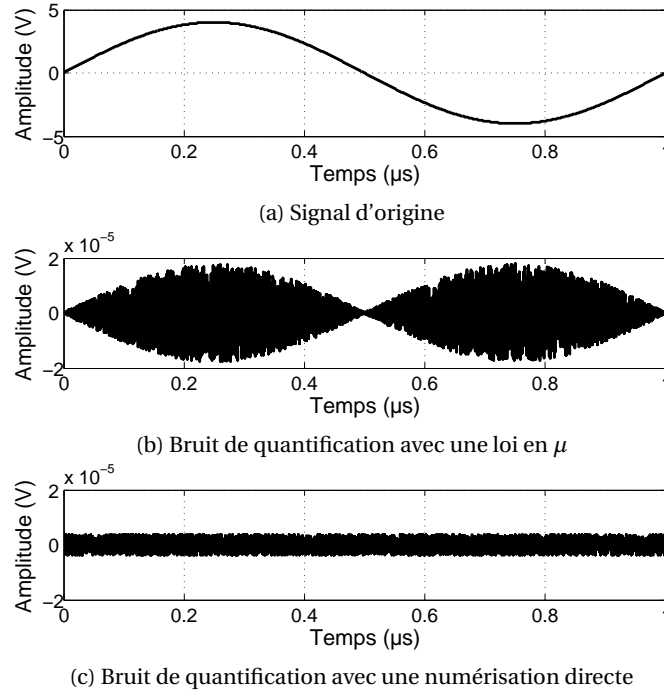 5
0
−5
Amplitude (V)
0
0.2
0.4
0.6
0.8
1
Temps (µs)
(a) Signal d'origine
x 10⁻⁵
2
0
−2
Amplitude (V)
0
0.2
0.4
0.6
0.8
1
Temps (µs)
(b) Bruit de quantification avec une loi en µ
x 10⁻⁵
2
0
−2
Amplitude (V)
0
0.2
0.4
0.6
0.8
1
Temps (µs)
(c) Bruit de quantification avec une numérisation directe